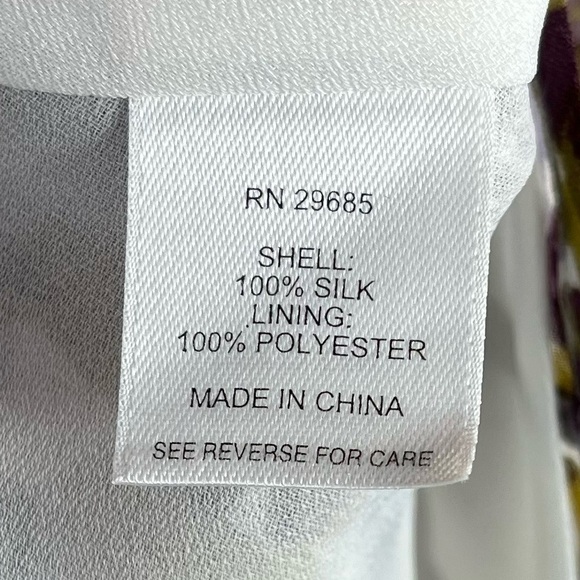 RN 29685
SHELL:
100% SILK
LINING:
100% POLYESTER
MADE IN CHINA
SEE REVERSE FOR CARE